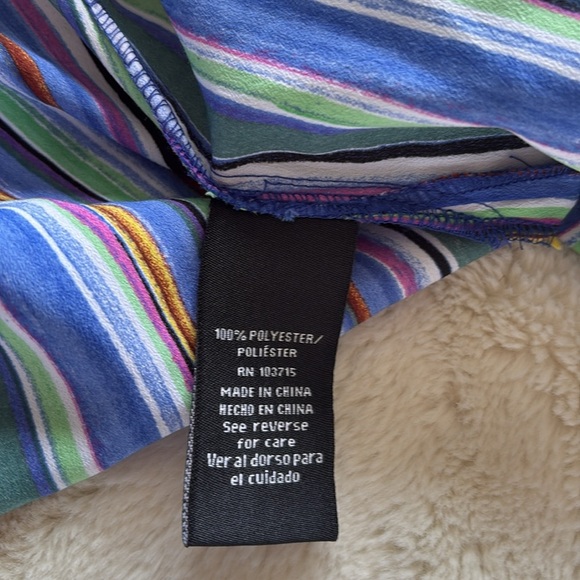 100% POLYESTER/
POLIÉSTER
RN 103715
MADE IN CHINA
HECHO EN CHINA
See reverse
for care
Ver al dorso para
el cuidado